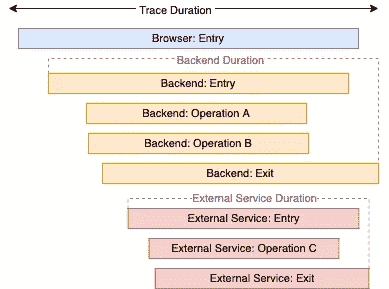 Trace Duration
Browser: Entry
Backend Duration
Backend: Entry
Backend: Operation A
Backend: Operation B
Backend: Exit
External Service Duration
External Service: Entry
External Service: Operation C
External Service: Exit